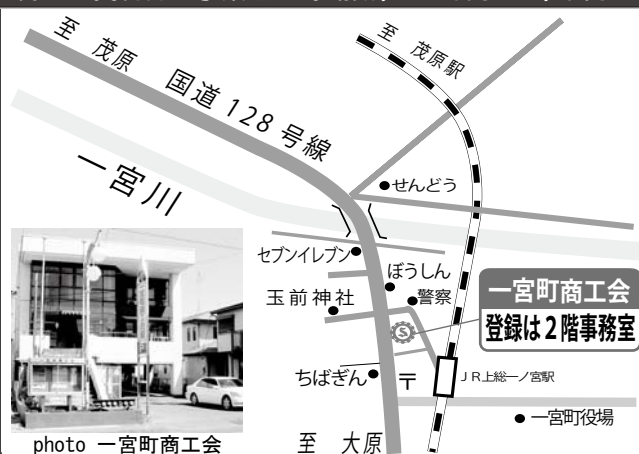 至 茂原
国道128号線
至 茂原駅
一宮川
せんどう
セブンイレブン
ぼうしん
玉前神社
警察
一宮町商工会
登録は2階事務室
S
ちばぎん
〒
JR上総一ノ宮駅
一宮町役場
至 大原
photo 一宮町商工会